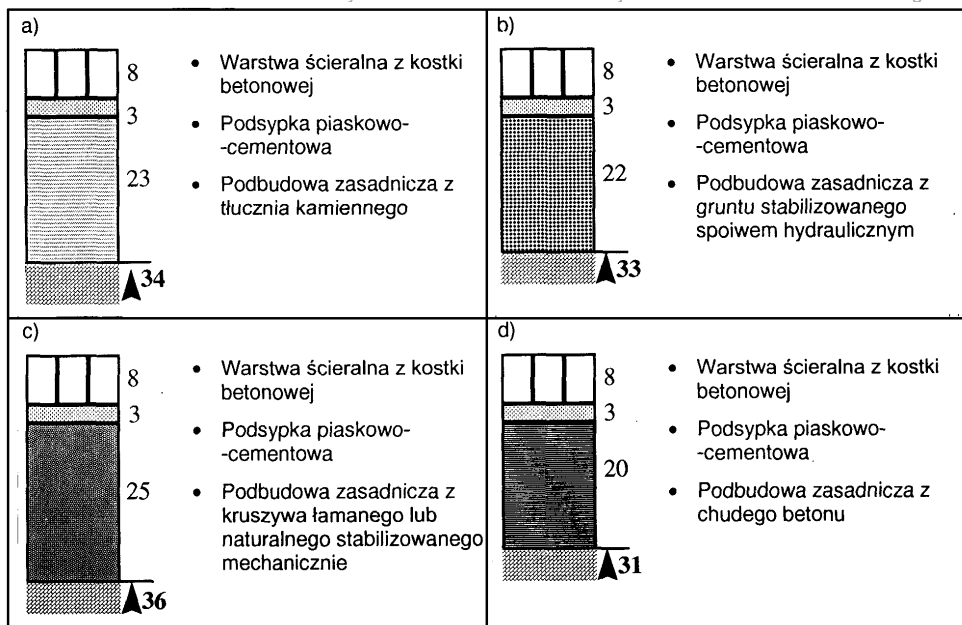 a)
8
3
23
34
• Warstwa ścieralna z kostki
betonowej
• Podsypka piaskowo-
-cementowa
• Podbudowa zasadnicza z
tłucznia kamiennego
b)
8
3
22
33
• Warstwa ścieralna z kostki
betonowej
• Podsypka piaskowo-
-cementowa
• Podbudowa zasadnicza z
gruntu stabilizowanego
spoiwem hydraulicznym
c)
8
3
25
36
• Warstwa ścieralna z kostki
betonowej
• Podsypka piaskowo-
-cementowa
• Podbudowa zasadnicza z
kruszywa łamanego lub
naturalnego stabilizowanego
mechanicznie
d)
8
3
20
31
• Warstwa ścieralna z kostki
betonowej
• Podsypka piaskowo-
-cementowa
• Podbudowa zasadnicza z
chudego betonu